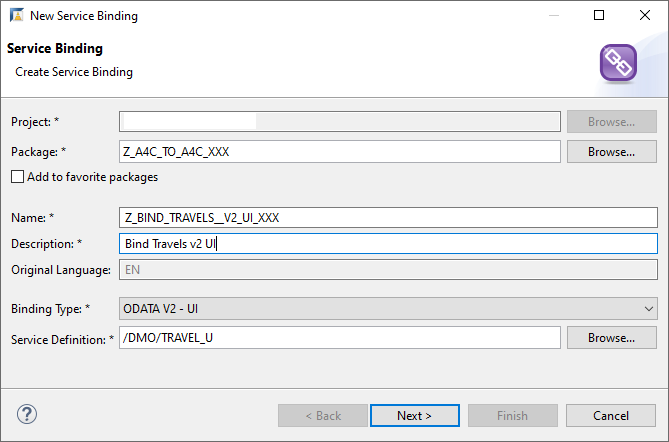 New Service Binding
Service Binding
Create Service Binding
Project: *
Browse...
Package: * Z_A4C_TO_A4C_XXX Browse...
Add to favorite packages
Name: * Z_BIND_TRAVELS__V2_UI_XXX
Description: * Bind Travels v2 UI
Original Language: EN
Binding Type: * ODATA V2 - UI
Service Definition: * /DMO/TRAVEL_U Browse...
? < Back Next > Finish Cancel